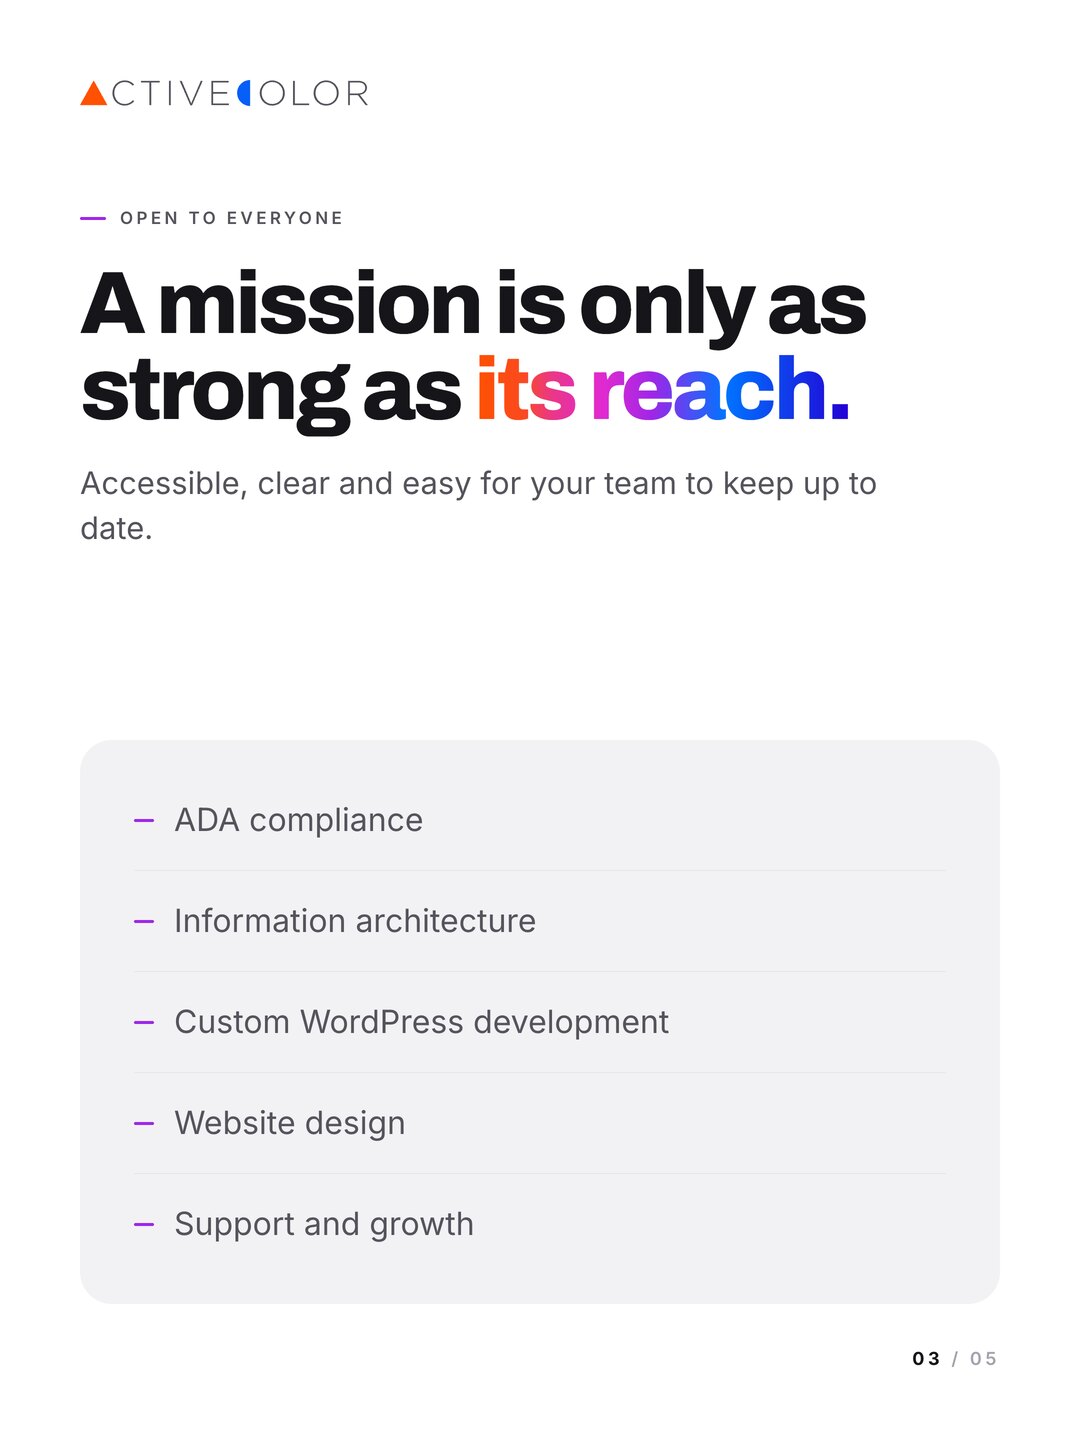 ACTIVECOLOR
OPEN TO EVERYONE
A mission is only as
strong as its reach.
Accessible, clear and easy for your team to keep up to
date.
ADA compliance
Information architecture
Custom WordPress development
Website design
Support and growth
03 / 05